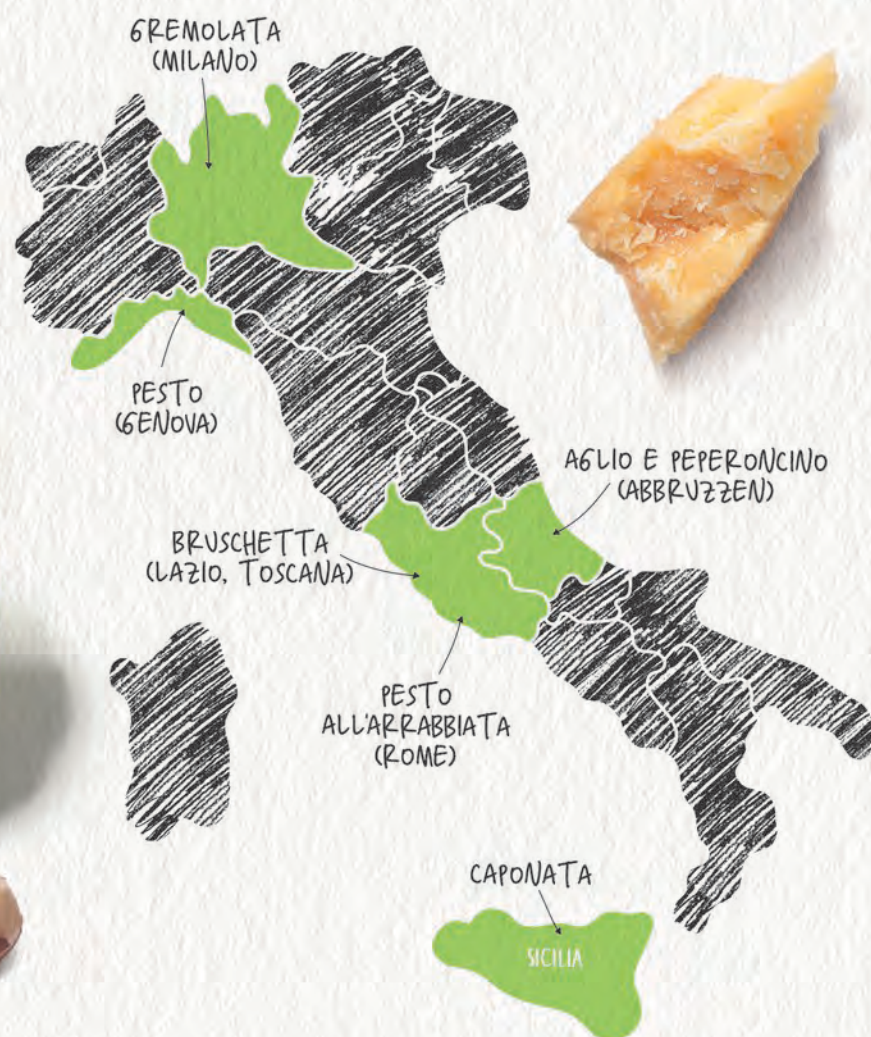 GREMOLATA
(MILANO)
PESTO
(GENOVA)
AGLIO E PEPERONCINO
(ABBRUZZEN)
BRUSCHETTA
(LAZIO, TOSCANA)
PESTO
ALL'ARRABBIATA
(ROME)
CAPONATA
SICILIA